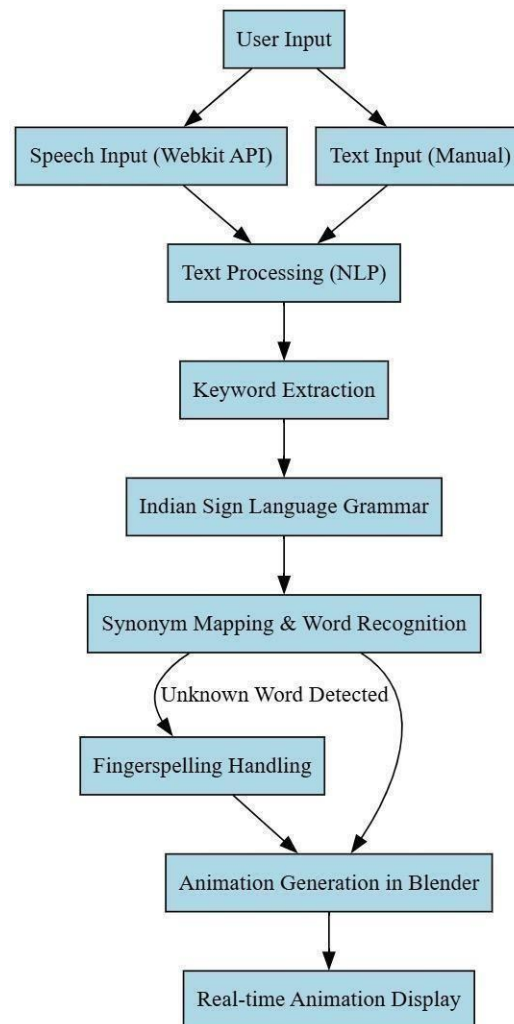 User Input
Speech Input (Webkit API)
Text Input (Manual)
Text Processing (NLP)
Keyword Extraction
Indian Sign Language Grammar
Synonym Mapping & Word Recognition
Unknown Word Detected
Fingerspelling Handling
Animation Generation in Blender
Real-time Animation Display